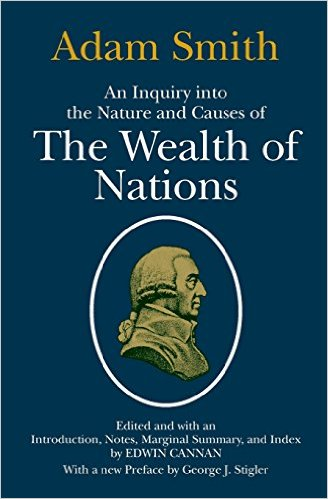 Adam Smith
An Inquiry into
the Nature and Causes of
The Wealth of
Nations
Edited and with an
Introduction, Notes, Marginal Summary, and Index
by EDWIN CANNAN
With a new Preface by George J. Stigler